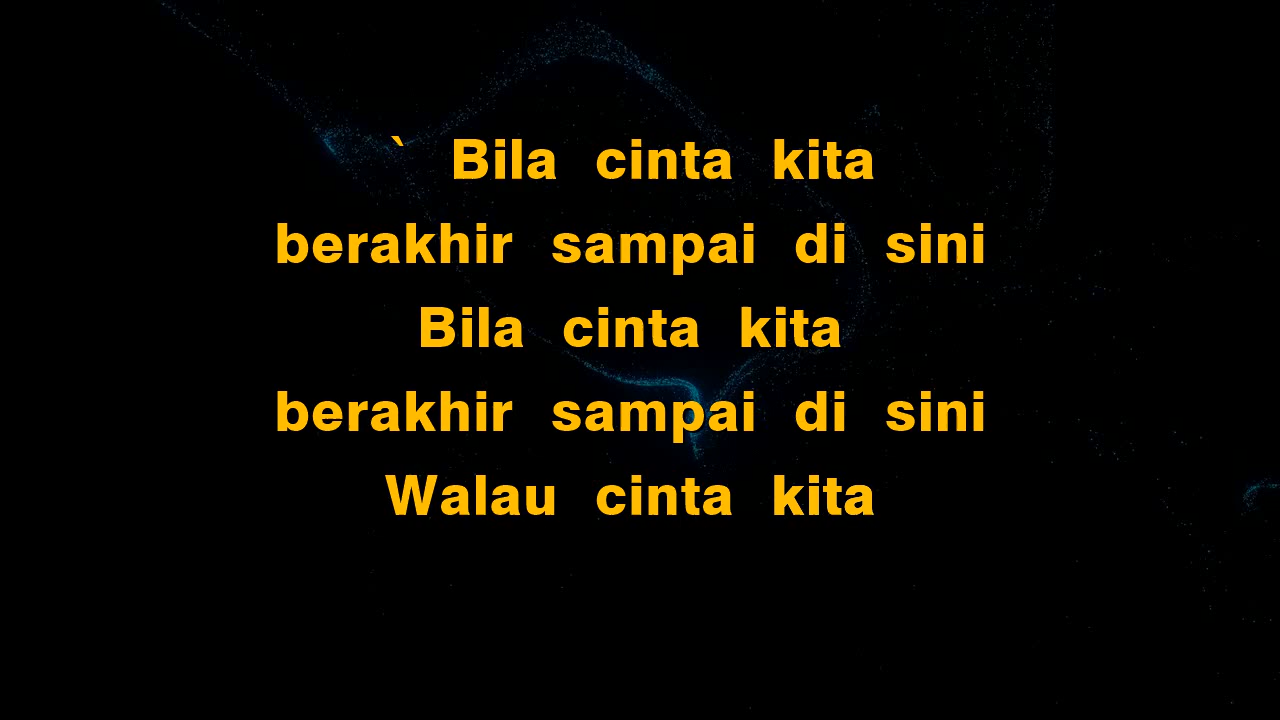 ` Bila cinta kita
berakhir sampai di sini
Bila cinta kita
berakhir sampai di sini
Walau cinta kita